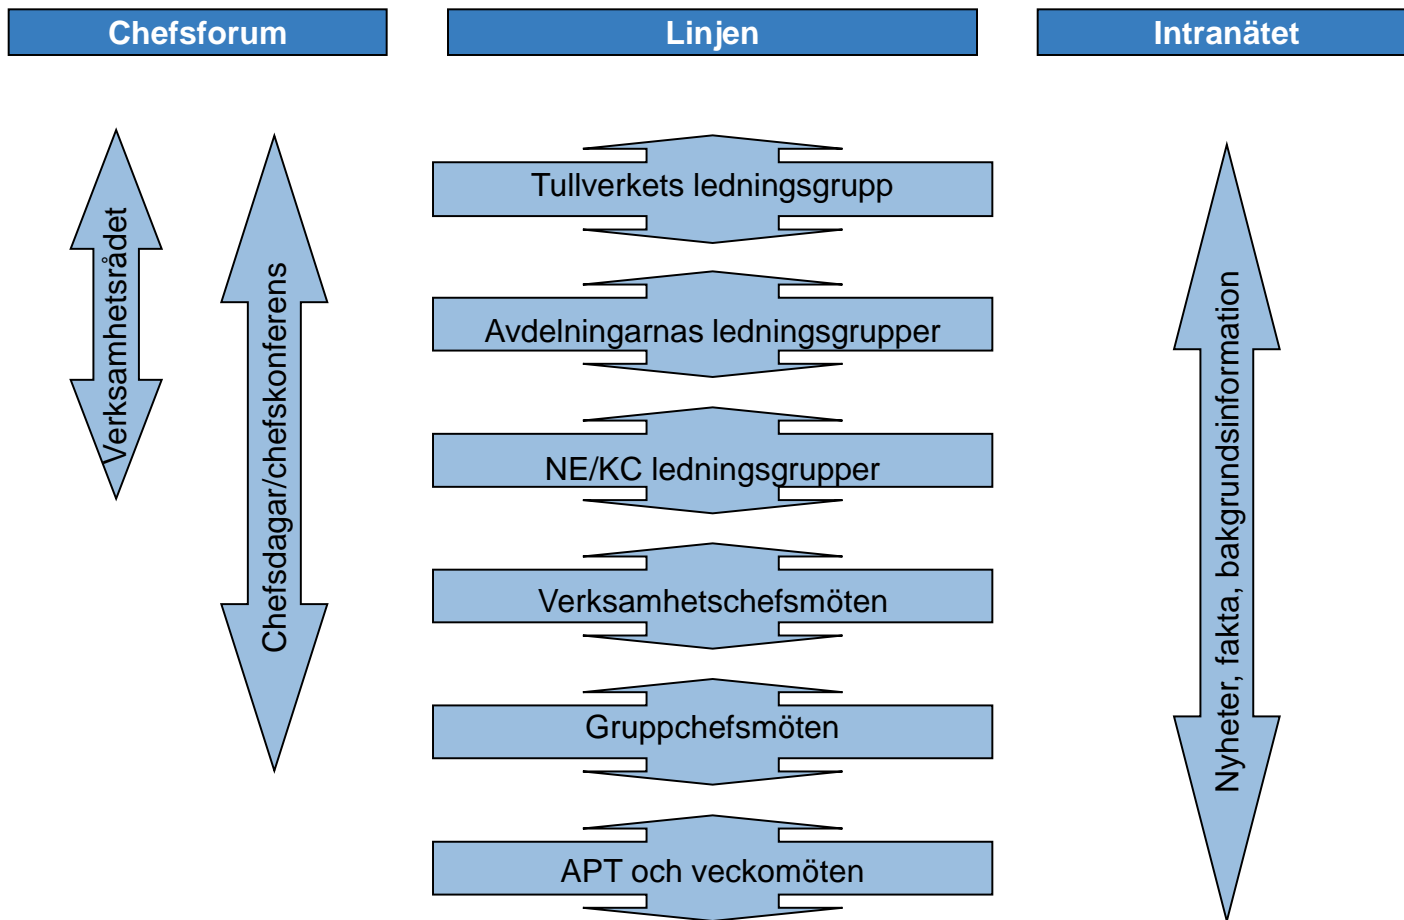 Chefsforum
Linjen
Intranätet
Verksamhetsrådet
Chefsdagar/chefskonferens
Tullverkets ledningsgrupp
Avdelningarnas ledningsgrupper
NE/KC ledningsgrupper
Verksamhetschefsmöten
Gruppchefsmöten
APT och veckomöten
Nyheter, fakta, bakgrundsinformation